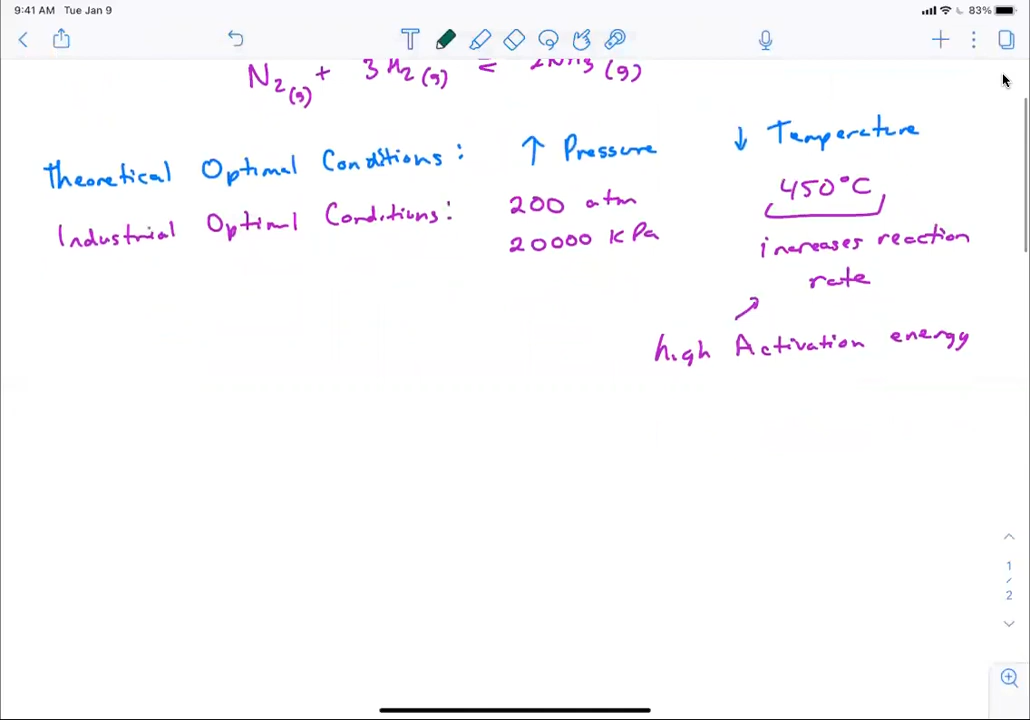 9:41 AM Tue Jan 9
83%
N2(g) + 3H2(g) ⇌ 2NH3(g)
Theoretical Optimal Conditions: ↑ Pressure ↓ Temperature
Industrial Optimal Conditions: 200 atm 450°C
20000 KPa increases reaction
rate
high Activation energy
1
/
2